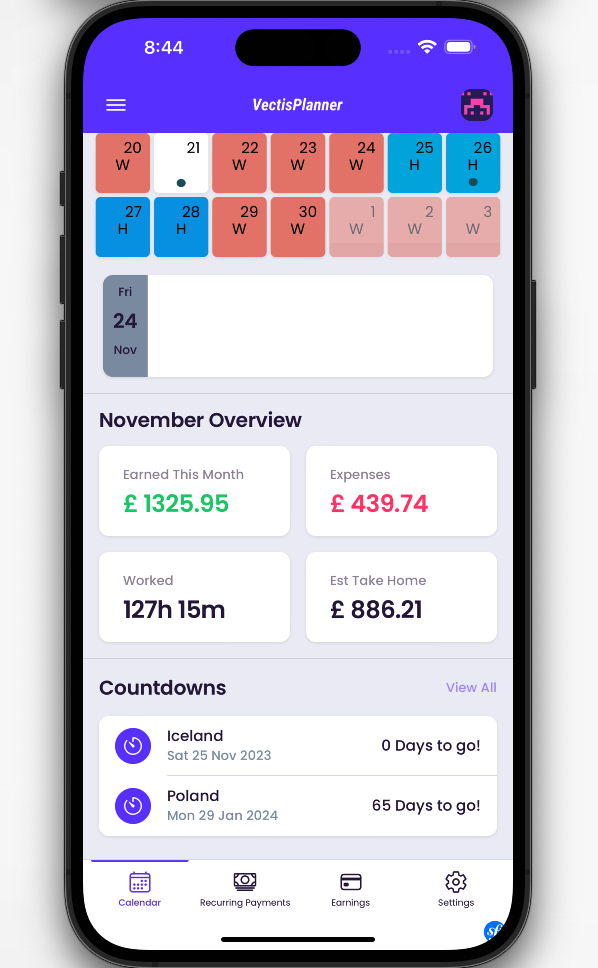 8:44
VectisPlanner
20 21 22 23 24 25 26
W W W W H H
27 28 29 30 1 2 3
H H W W W W W
Fri
24
Nov
November Overview
Earned This Month Expenses
£ 1325.95 £ 439.74
Worked Est Take Home
127h 15m £ 886.21
Countdowns View All
Iceland
0 Days to go!
Sat 25 Nov 2023
Poland
65 Days to go!
Mon 29 Jan 2024
Calendar Recurring Payments Earnings Settings
sf